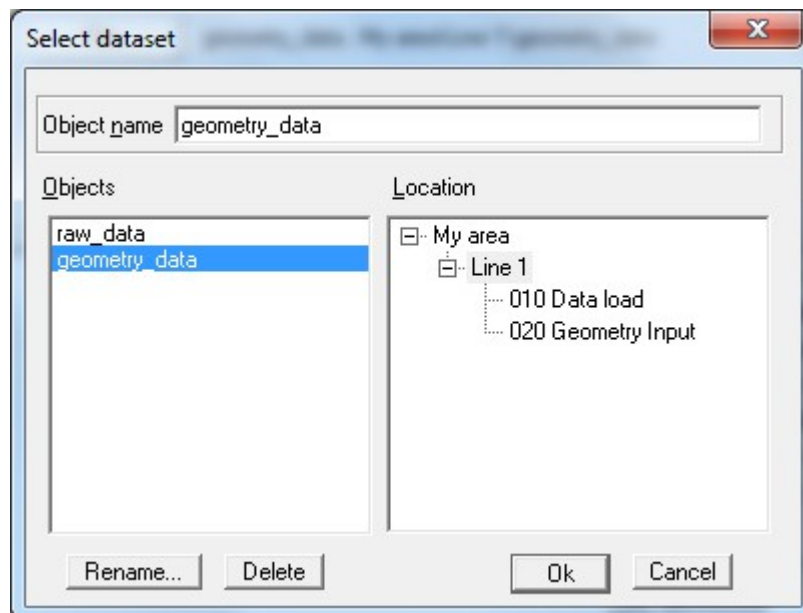 Select dataset
Object name geometry_data
Objects
Location
raw_data
geometry_data
My area
Line 1
010 Data load
020 Geometry Input
Rename...
Delete
Ok
Cancel